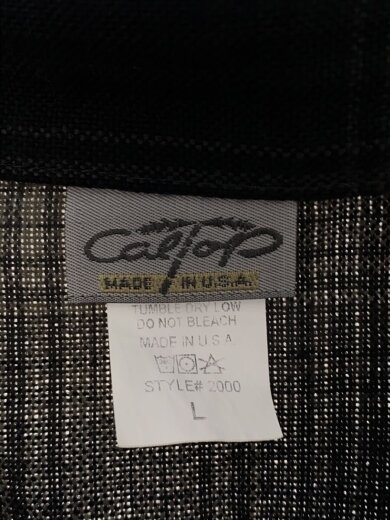 CalTop
MADE IN U.S.A.
TUMBLE DRY LOW
DO NOT BLEACH
MADE IN U.S.A.
STYLE# 2000
L